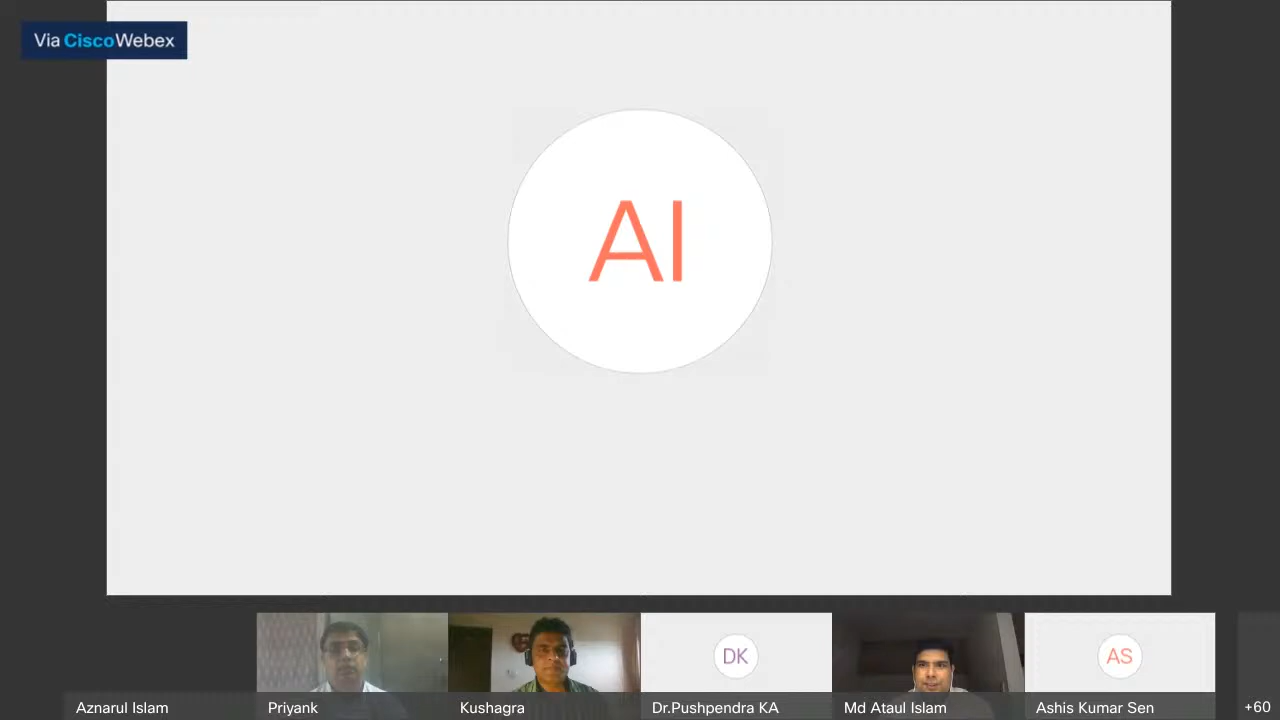 Via CiscoWebex
AI
DK
AS
Aznarul Islam
Priyank
Kushagra
Dr.Pushpendra KA
Md Ataul Islam
Ashis Kumar Sen
+60